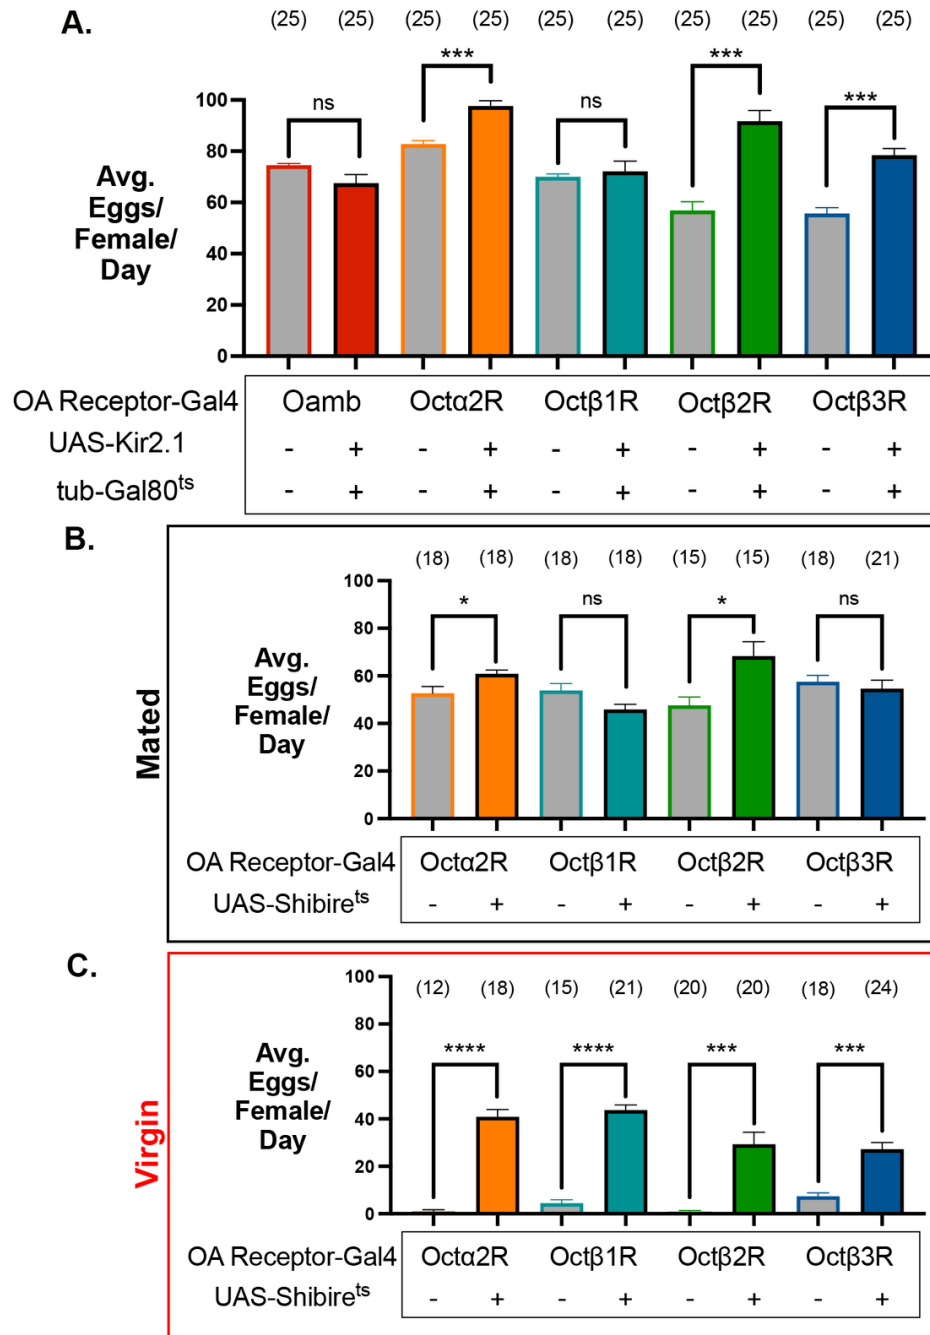 A.
(25) (25) (25) (25) (25) (25) (25) (25) (25) (25)
ns *** ns *** ***
Avg.
Eggs/
Female/
Day
100
80
60
40
20
0
OA Receptor-Gal4 Oamb Octα2R Octβ1R Octβ2R Octβ3R
UAS-Kir2.1 - + - + - + - + - +
tub-Gal80ts - + - + - + - + - +
B.
Mated
(18) (18) (18) (18) (15) (15) (18) (21)
* ns * ns
Avg.
Eggs/
Female/
Day
100
80
60
40
20
0
OA Receptor-Gal4 Octα2R Octβ1R Octβ2R Octβ3R
UAS-Shibirets - + - + - + - +
C.
Virgin
(12) (18) (15) (21) (20) (20) (18) (24)
**** **** *** ***
Avg.
Eggs/
Female/
Day
100
80
60
40
20
0
OA Receptor-Gal4 Octα2R Octβ1R Octβ2R Octβ3R
UAS-Shibirets - + - + - + - +